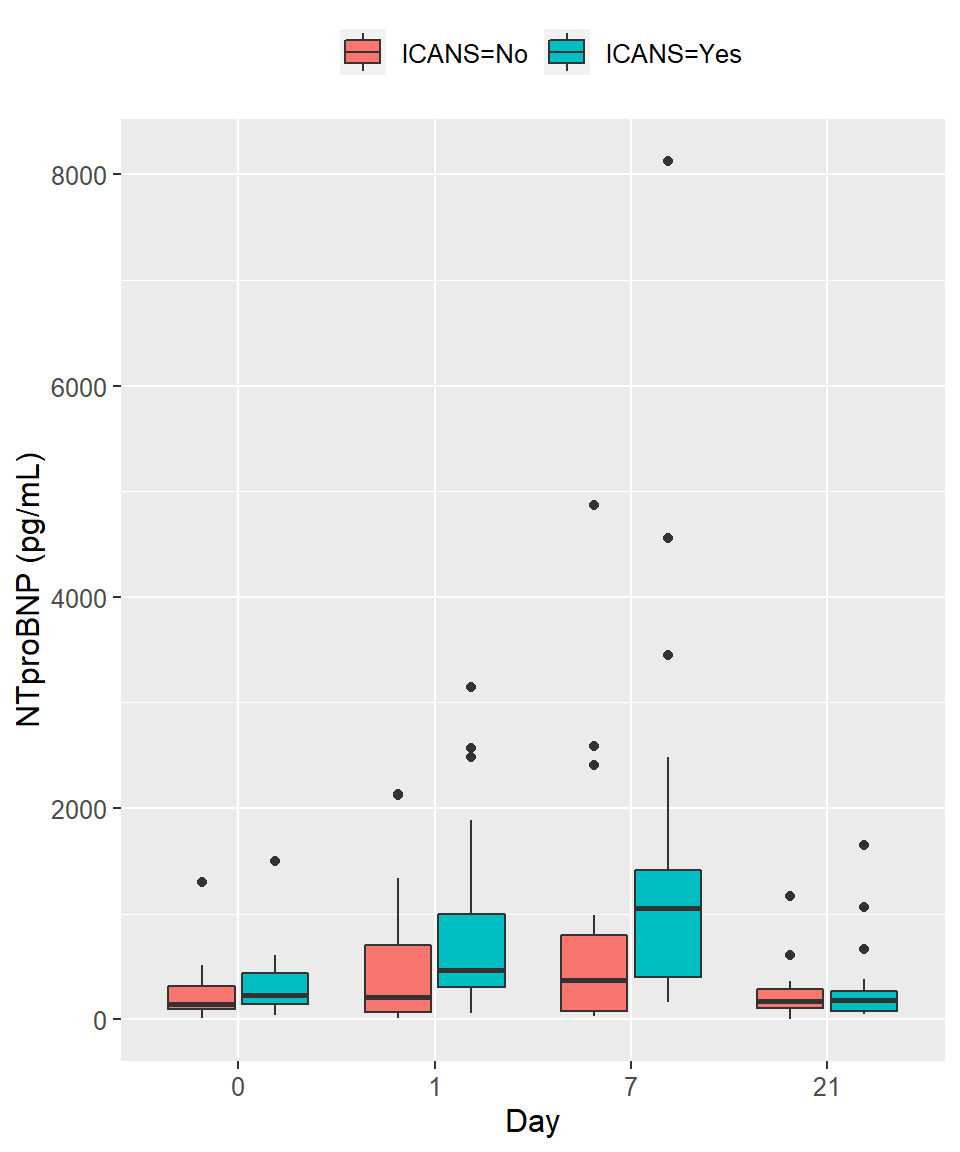 ICANS=No ICANS=Yes
8000
6000
4000
2000
0
NTproBNP (pg/mL)
0 1 7 21
Day